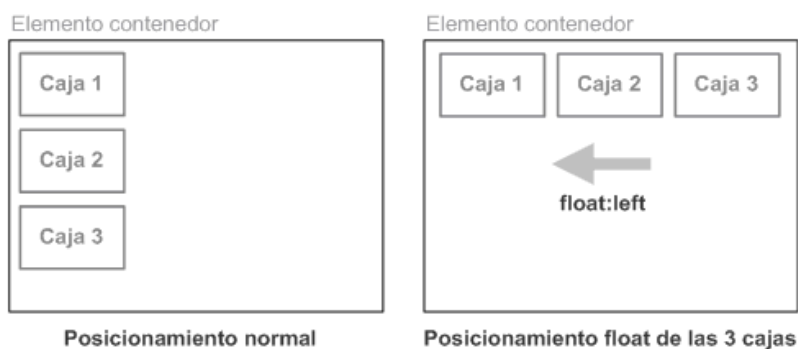 Elemento contenedor
Caja 1
Caja 2
Caja 3
Posicionamiento normal
Elemento contenedor
Caja 1 Caja 2 Caja 3
float:left
Posicionamiento float de las 3 cajas